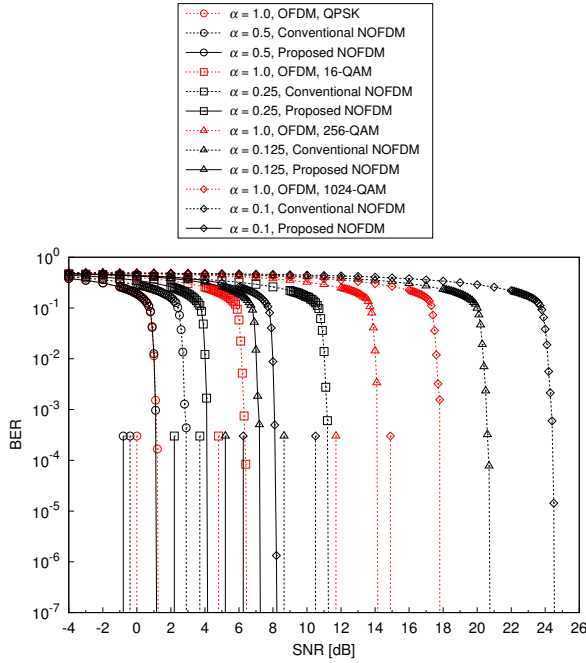 α = 1.0, OFDM, QPSK
α = 0.5, Conventional NOFDM
α = 0.5, Proposed NOFDM
α = 1.0, OFDM, 16-QAM
α = 0.25, Conventional NOFDM
α = 0.25, Proposed NOFDM
α = 1.0, OFDM, 256-QAM
α = 0.125, Conventional NOFDM
α = 0.125, Proposed NOFDM
α = 1.0, OFDM, 1024-QAM
α = 0.1, Conventional NOFDM
α = 0.1, Proposed NOFDM
10^0
10^-1
10^-2
10^-3
10^-4
10^-5
10^-6
10^-7
BER
-4 -2 0 2 4 6 8 10 12 14 16 18 20 22 24 26
SNR [dB]